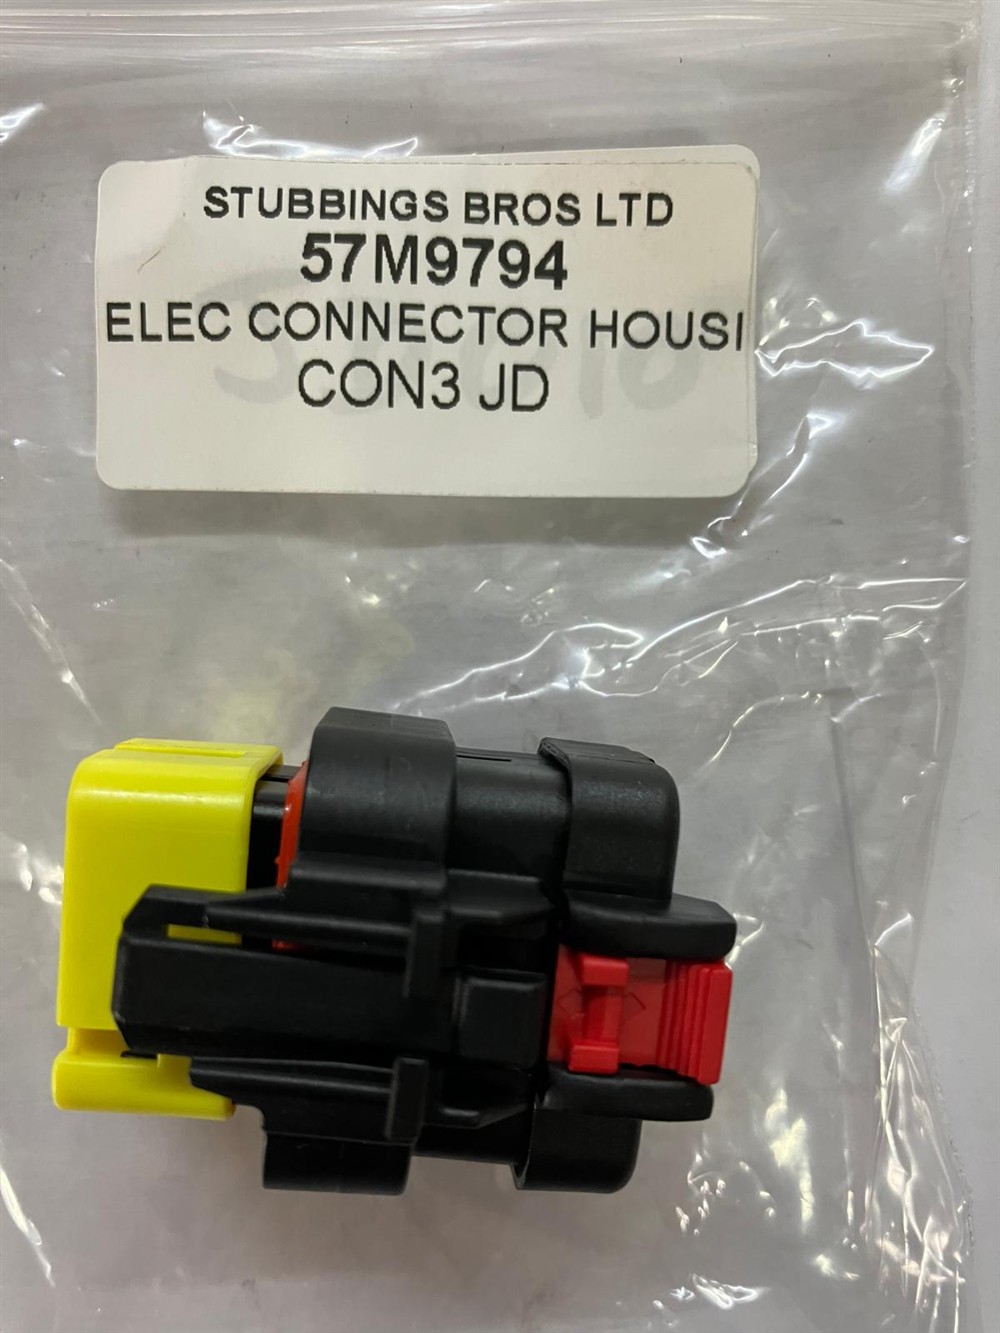 STUBBINGS BROS LTD
57M9794
ELEC CONNECTOR HOUSI
CON3 JD